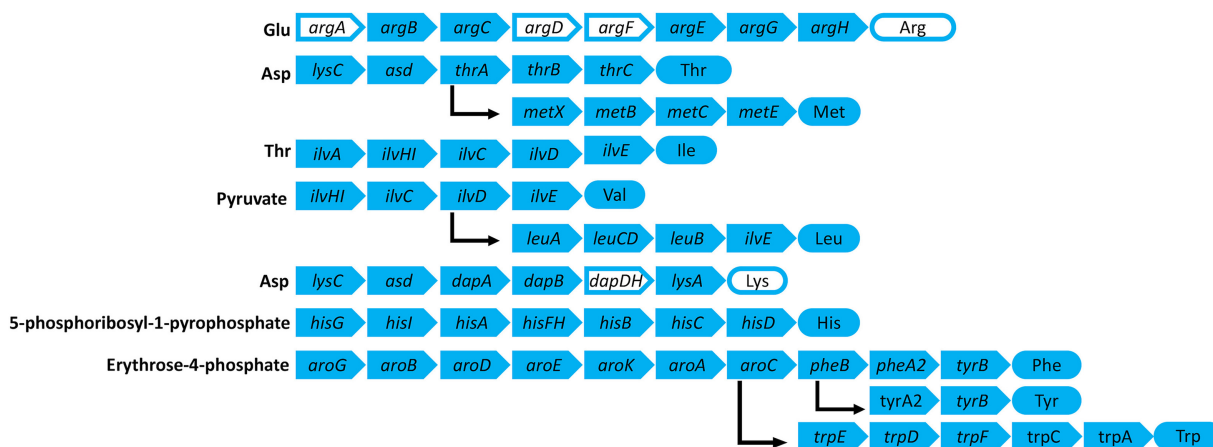 Glu argA argB argC argD argF argE argG argH Arg
Asp lysC asd thrA thrB thrC Thr
metX metB metC metE Met
Thr ilvA ilvHI ilvC ilvD ilvE Ile
Pyruvate ilvHI ilvC ilvD ilvE Val
leuA leuCD leuB ilvE Leu
Asp lysC asd dapA dapB dapDH lysA Lys
5-phosphoribosyl-1-pyrophosphate hisG hisI hisA hisFH hisB hisC hisD His
Erythrose-4-phosphate aroG aroB aroD aroE aroK aroA aroC pheB pheA2 tyrB Phe
tyrA2 tyrB Tyr
trpE trpD trpF trpC trpA Trp